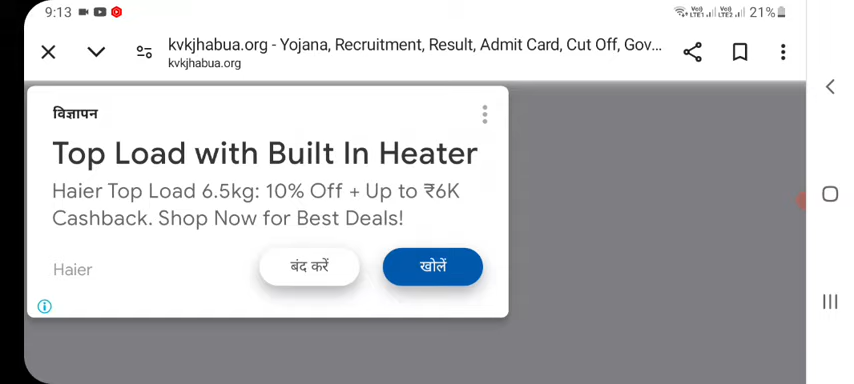 9:13
Vo)) LTE1 Vo)) LTE2 21%
kvkjhabua.org - Yojana, Recruitment, Result, Admit Card, Cut Off, Gov...
kvkjhabua.org
विज्ञापन
Top Load with Built In Heater
Haier Top Load 6.5kg: 10% Off + Up to ₹6K
Cashback. Shop Now for Best Deals!
Haier
बंद करें
खोलें